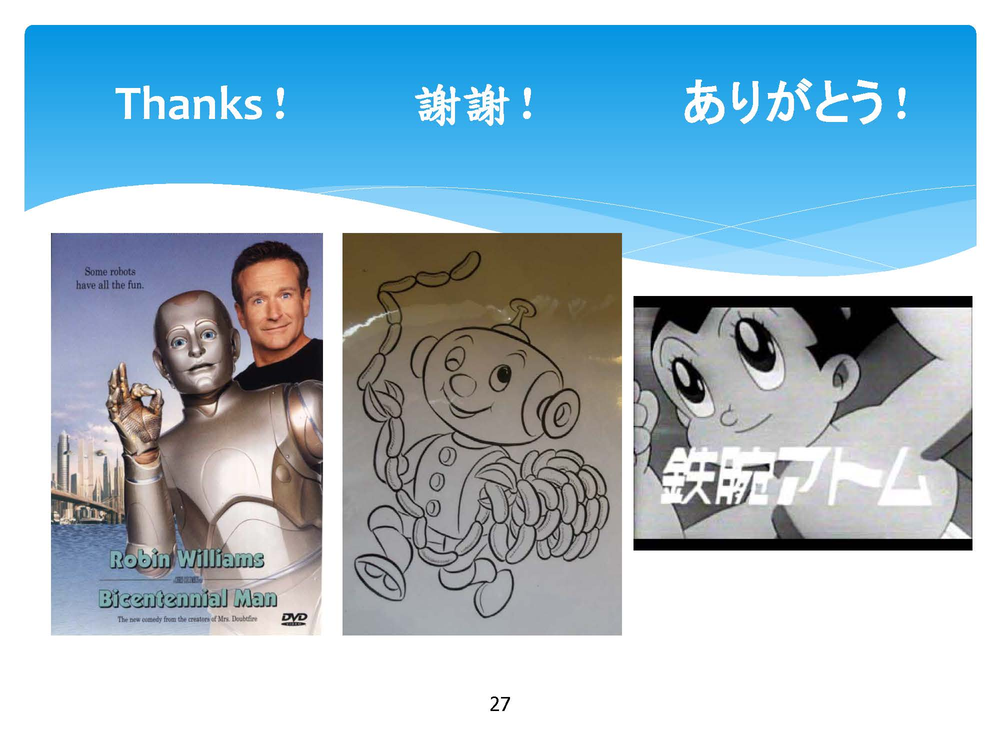 Thanks！ 謝謝！ ありがとう！
Some robots
have all the fun.
Robin Williams
Bicentennial Man
The new comedy from the creators of Mrs. Doubtfire
DVD
VIDEO
鉄腕アトム
27